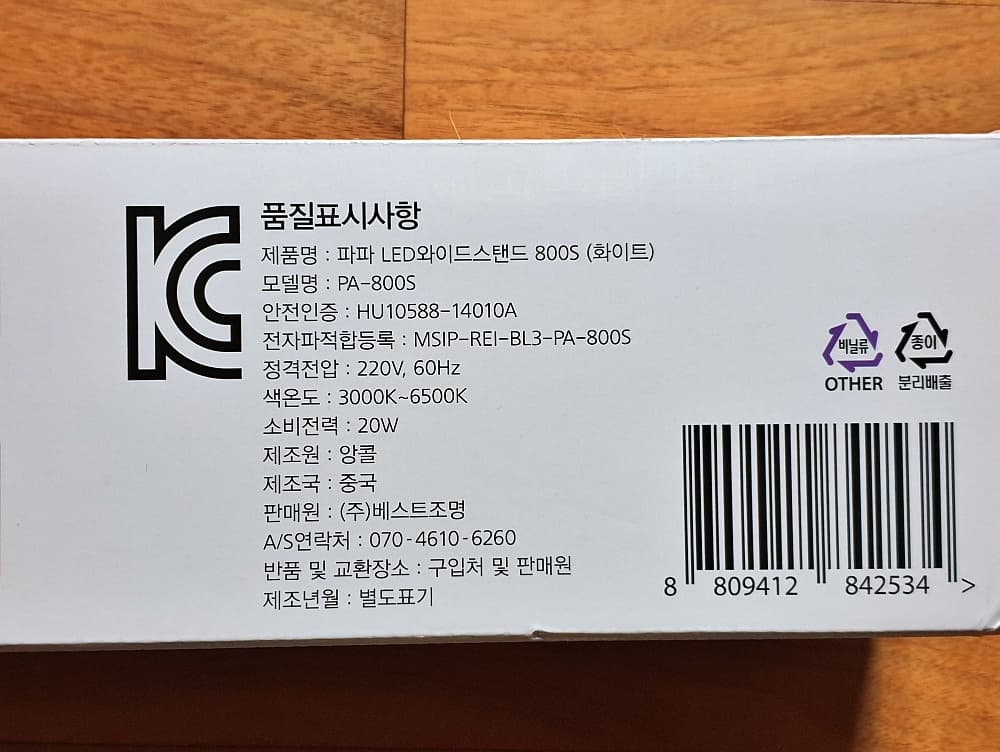 품질표시사항
제품명 : 파파 LED와이드스탠드 800S (화이트)
모델명 : PA-800S
안전인증 : HU10588-14010A
전자파적합등록 : MSIP-REI-BL3-PA-800S
정격전압 : 220V, 60Hz
색온도 : 3000K~6500K
소비전력 : 20W
제조원 : 앙콜
제조국 : 중국
판매원 : (주)베스트조명
A/S연락처 : 070-4610-6260
반품 및 교환장소 : 구입처 및 판매원
제조년월 : 별도표기
비닐류 종이
OTHER 분리배출
8 809412 842534 >